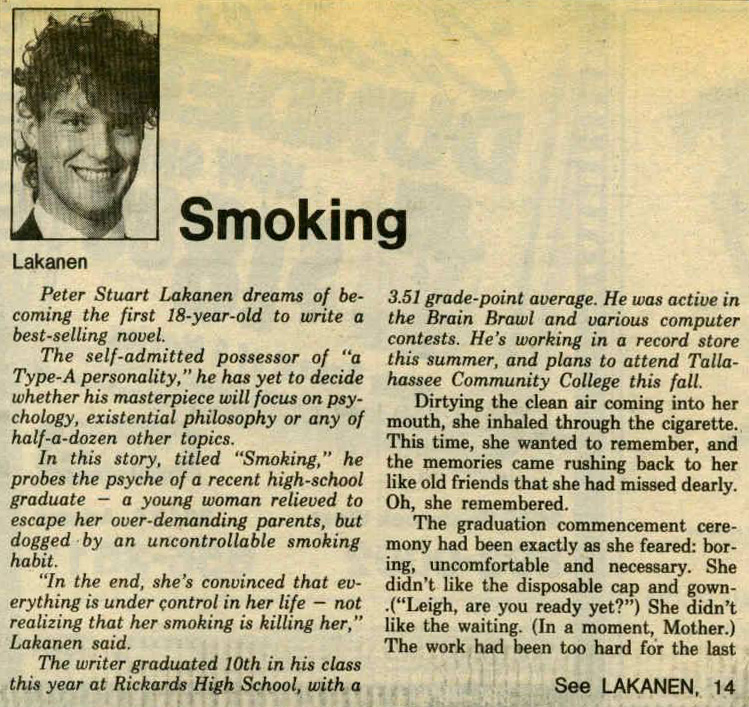 Smoking
Lakanen
Peter Stuart Lakanen dreams of be-
coming the first 18-year-old to write a
best-selling novel.
The self-admitted possessor of "a
Type-A personality," he has yet to decide
whether his masterpiece will focus on psy-
chology, existential philosophy or any of
half-a-dozen other topics.
In this story, titled "Smoking," he
probes the psyche of a recent high-school
graduate — a young woman relieved to
escape her over-demanding parents, but
dogged by an uncontrollable smoking
habit.
"In the end, she's convinced that ev-
erything is under control in her life — not
realizing that her smoking is killing her,"
Lakanen said.
The writer graduated 10th in his class
this year at Rickards High School, with a
3.51 grade-point average. He was active in
the Brain Brawl and various computer
contests. He's working in a record store
this summer, and plans to attend Talla-
hassee Community College this fall.
Dirtying the clean air coming into her
mouth, she inhaled through the cigarette.
This time, she wanted to remember, and
the memories came rushing back to her
like old friends that she had missed dearly.
Oh, she remembered.
The graduation commencement cere-
mony had been exactly as she feared: bor-
ing, uncomfortable and necessary. She
didn't like the disposable cap and gown-
.("Leigh, are you ready yet?") She didn't
like the waiting. (In a moment, Mother.)
The work had been too hard for the last
See LAKANEN, 14